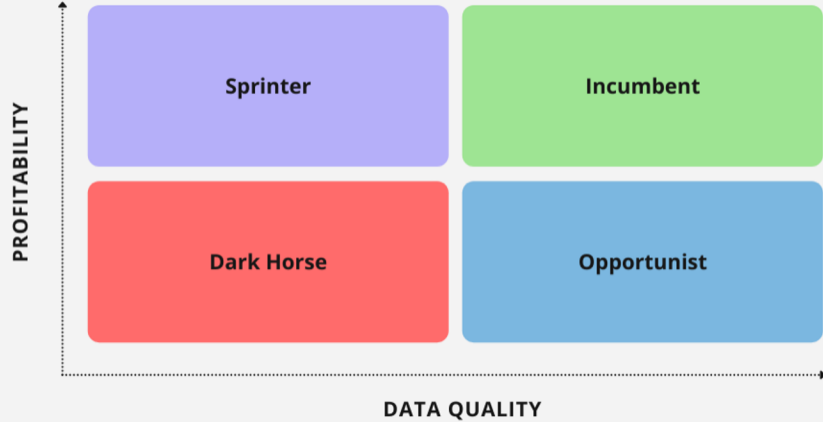 PROFITABILITY
Sprinter
Incumbent
Dark Horse
Opportunist
DATA QUALITY